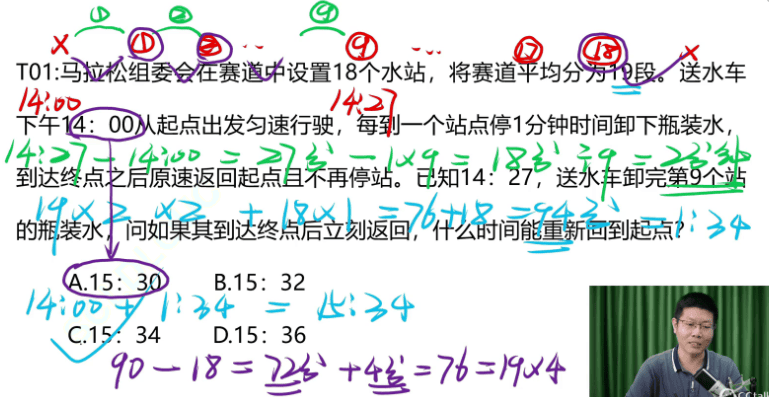 ① ② ⑨
× ① ② ... ⑨ ... ⑰ ⑱ ×
T01:马拉松组委会在赛道中设置18个水站，将赛道平均分为19段。送水车
14:00 14:27
下午14：00从起点出发匀速行驶，每到一个站点停1分钟时间卸下瓶装水，
14:27-14:00=27分-1×9=18分÷9=2分钟
到达终点之后原速返回起点且不再停站。已知14：27，送水车卸完第9个站
19×2×2+18×1=76+18=94分=1:34
的瓶装水，问如果其到达终点后立刻返回，什么时间能重新回到起点？
A.15：30 B.15：32
14:00+1:34=15:34
C.15：34 D.15：36
90-18=72分+4分=76=19×4
CCtalk